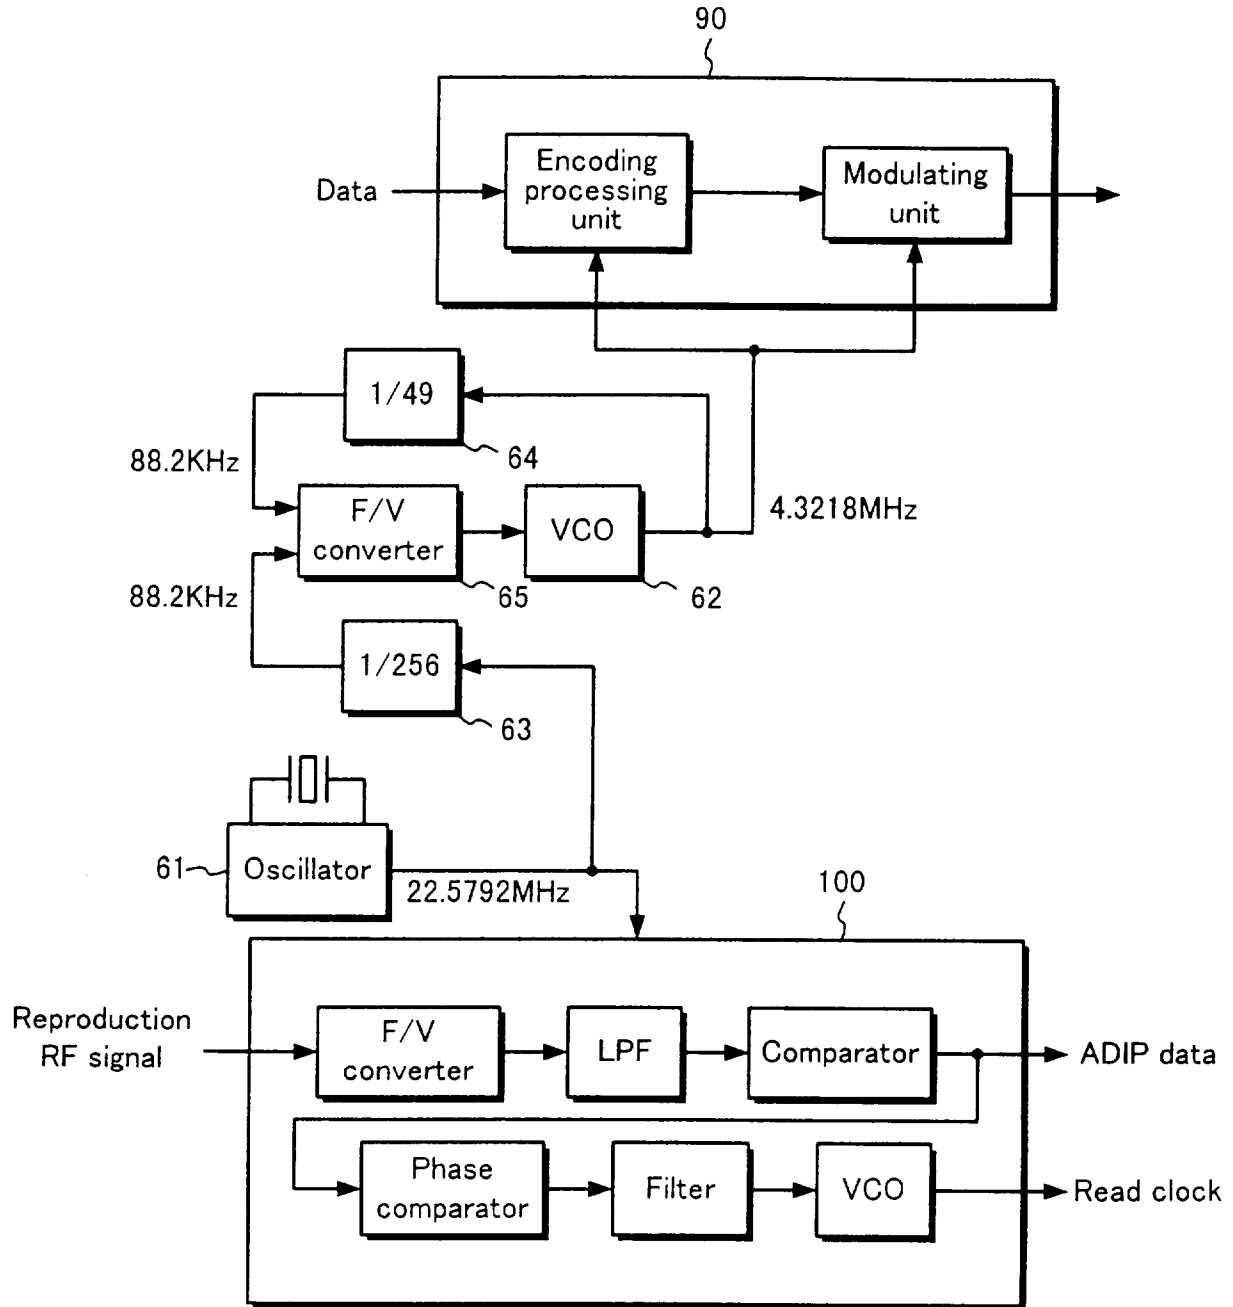 90
Data
Encoding
processing
unit
Modulating
unit
1/49
64
88.2KHz
F/V
converter
65
VCO
62
4.3218MHz
88.2KHz
1/256
63
61
Oscillator
22.5792MHz
100
Reproduction
RF signal
F/V
converter
LPF
Comparator
ADIP data
Phase
comparator
Filter
VCO
Read clock